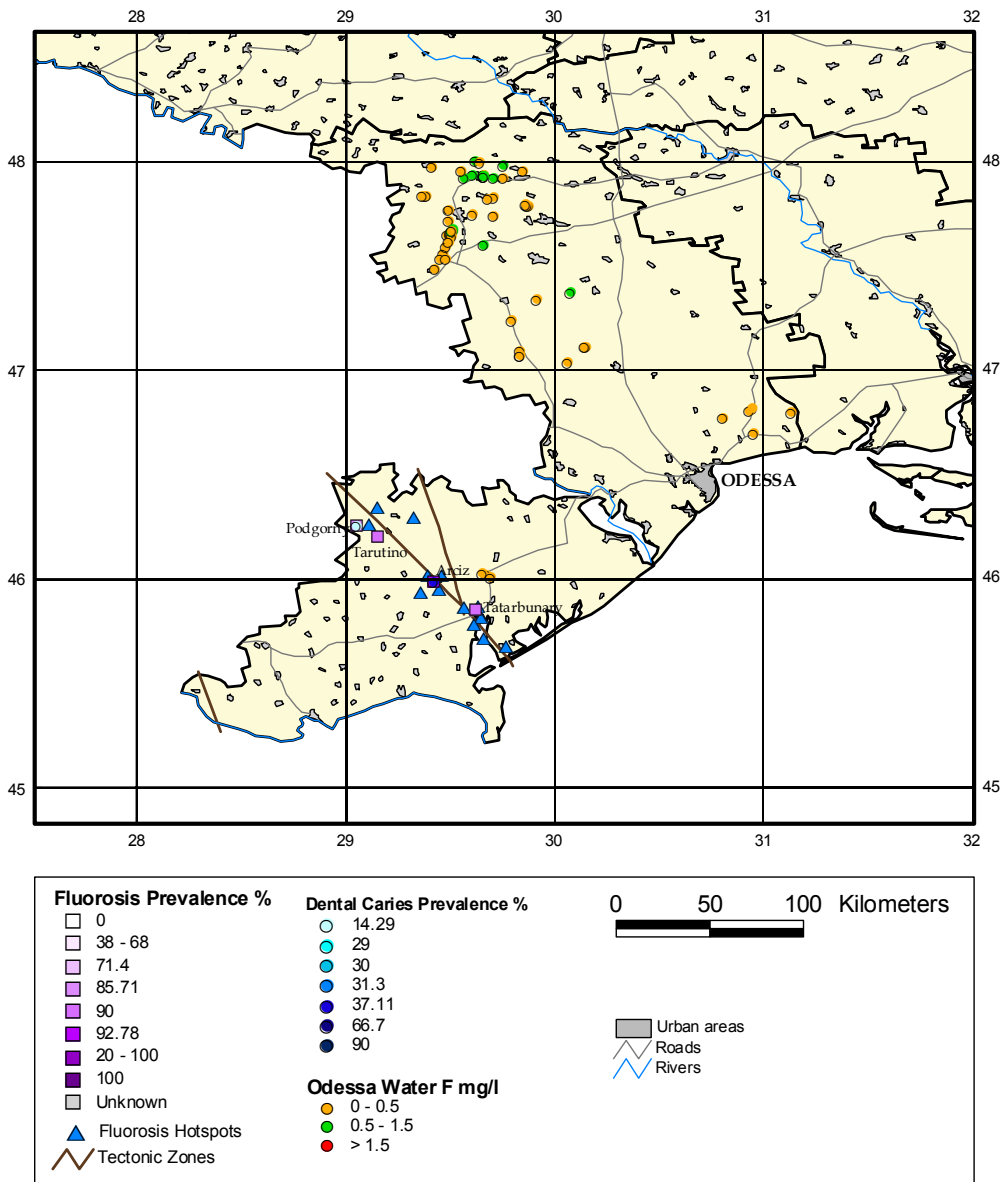 28 29 30 31 32
48 48
47 47
ODESSA
Podgorny
Tarutino
46 rciz 46
Tatarbunary
45 45
28 29 30 31 32
Fluorosis Prevalence %
0
38 - 68
71.4
85.71
90
92.78
20 - 100
100
Unknown
Fluorosis Hotspots
Tectonic Zones
Dental Caries Prevalence %
14.29
29
30
31.3
37.11
66.7
90
Odessa Water F mg/l
0 - 0.5
0.5 - 1.5
> 1.5
0 50 100 Kilometers
Urban areas
Roads
Rivers